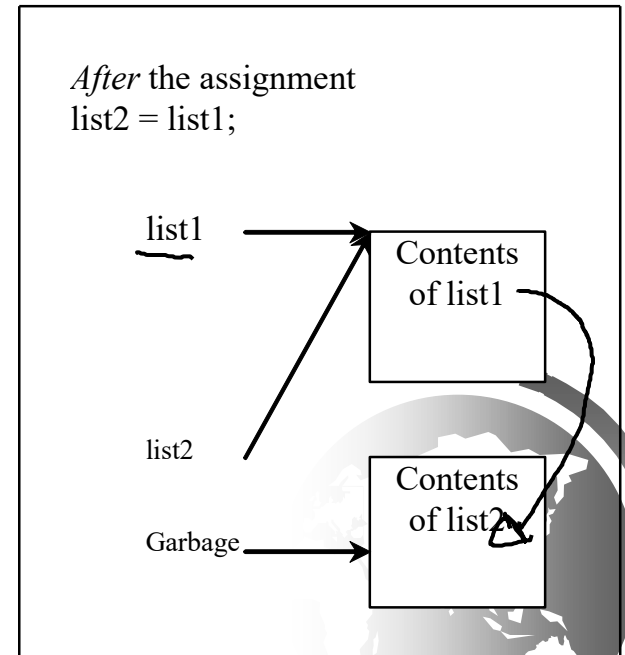 After the assignment
list2 = list1;
list1
Contents
of list1
list2
Contents
of list2
Garbage